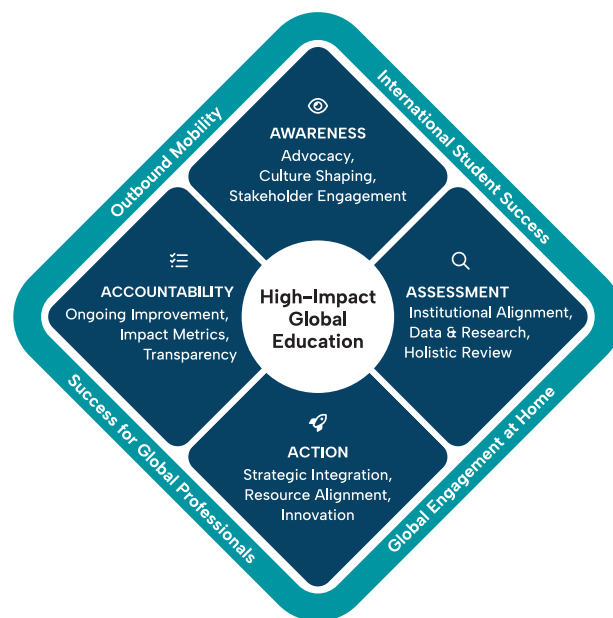 Outbound Mobility
International Student Success
AWARENESS
Advocacy,
Culture Shaping,
Stakeholder Engagement
ACCOUNTABILITY
Ongoing Improvement,
Impact Metrics,
Transparency
High-Impact
Global
Education
ASSESSMENT
Institutional Alignment,
Data & Research,
Holistic Review
ACTION
Strategic Integration,
Resource Alignment,
Innovation
Success for Global Professionals
Global Engagement at Home